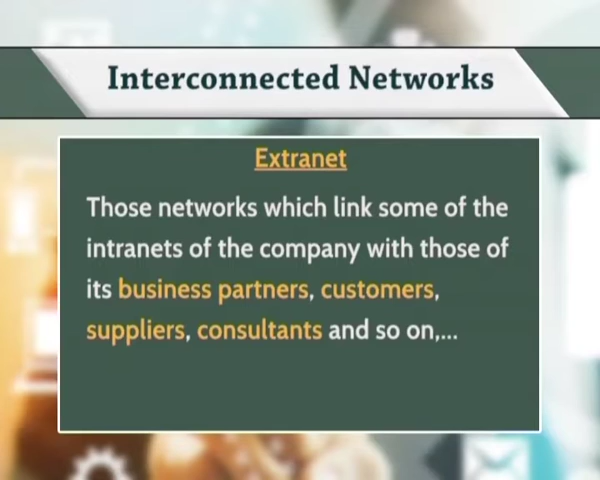 Interconnected Networks
Extranet
Those networks which link some of the
intranets of the company with those of
its business partners, customers,
suppliers, consultants and so on,...